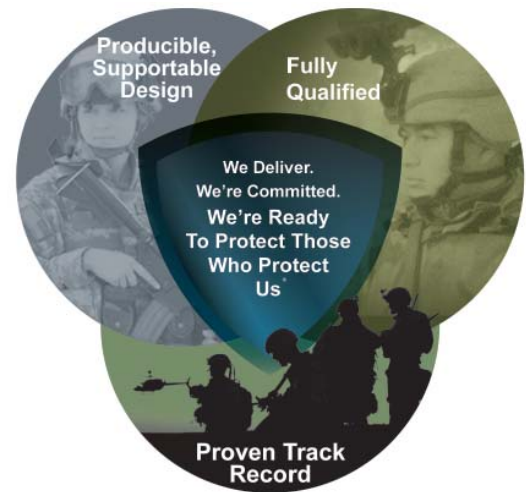 Producible,
Supportable
Design
Fully
Qualified
We Deliver.
We're Committed.
We're Ready
To Protect Those
Who Protect
Us
Proven Track
Record